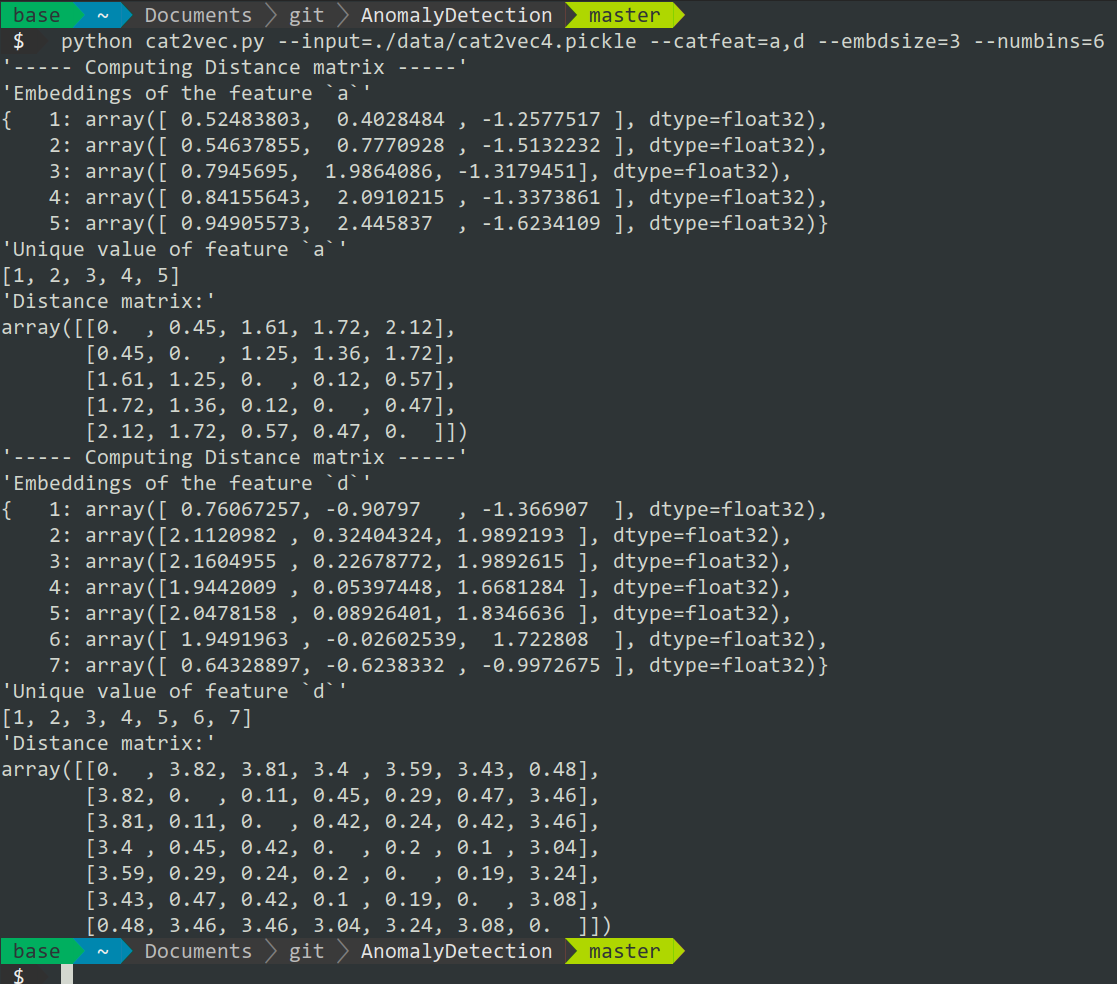 base ~ Documents git AnomalyDetection master
$ python cat2vec.py --input=./data/cat2vec4.pickle --catfeat=a,d --embdsize=3 --numbins=6
'----- Computing Distance matrix -----'
'Embeddings of the feature `a`'
{   1: array([ 0.52483803,  0.4028484 , -1.2577517 ], dtype=float32),
    2: array([ 0.54637855,  0.7770928 , -1.5132232 ], dtype=float32),
    3: array([ 0.7945695,  1.9864086, -1.3179451], dtype=float32),
    4: array([ 0.84155643,  2.0910215 , -1.3373861 ], dtype=float32),
    5: array([ 0.94905573,  2.445837  , -1.6234109 ], dtype=float32)}
'Unique value of feature `a`'
[1, 2, 3, 4, 5]
'Distance matrix:'
array([[0.  , 0.45, 1.61, 1.72, 2.12],
       [0.45, 0.  , 1.25, 1.36, 1.72],
       [1.61, 1.25, 0.  , 0.12, 0.57],
       [1.72, 1.36, 0.12, 0.  , 0.47],
       [2.12, 1.72, 0.57, 0.47, 0.  ]])
'----- Computing Distance matrix -----'
'Embeddings of the feature `d`'
{   1: array([ 0.76067257, -0.90797   , -1.366907  ], dtype=float32),
    2: array([2.1120982 , 0.32404324, 1.9892193 ], dtype=float32),
    3: array([2.1604955 , 0.22678772, 1.9892615 ], dtype=float32),
    4: array([1.9442009 , 0.05397448, 1.6681284 ], dtype=float32),
    5: array([2.0478158 , 0.08926401, 1.8346636 ], dtype=float32),
    6: array([ 1.9491963 , -0.02602539,  1.722808  ], dtype=float32),
    7: array([ 0.64328897, -0.6238332 , -0.9972675 ], dtype=float32)}
'Unique value of feature `d`'
[1, 2, 3, 4, 5, 6, 7]
'Distance matrix:'
array([[0.  , 3.82, 3.81, 3.4 , 3.59, 3.43, 0.48],
       [3.82, 0.  , 0.11, 0.45, 0.29, 0.47, 3.46],
       [3.81, 0.11, 0.  , 0.42, 0.24, 0.42, 3.46],
       [3.4 , 0.45, 0.42, 0.  , 0.2 , 0.1 , 3.04],
       [3.59, 0.29, 0.24, 0.2 , 0.  , 0.19, 3.24],
       [3.43, 0.47, 0.42, 0.1 , 0.19, 0.  , 3.08],
       [0.48, 3.46, 3.46, 3.04, 3.24, 3.08, 0.  ]])
base ~ Documents git AnomalyDetection master
$